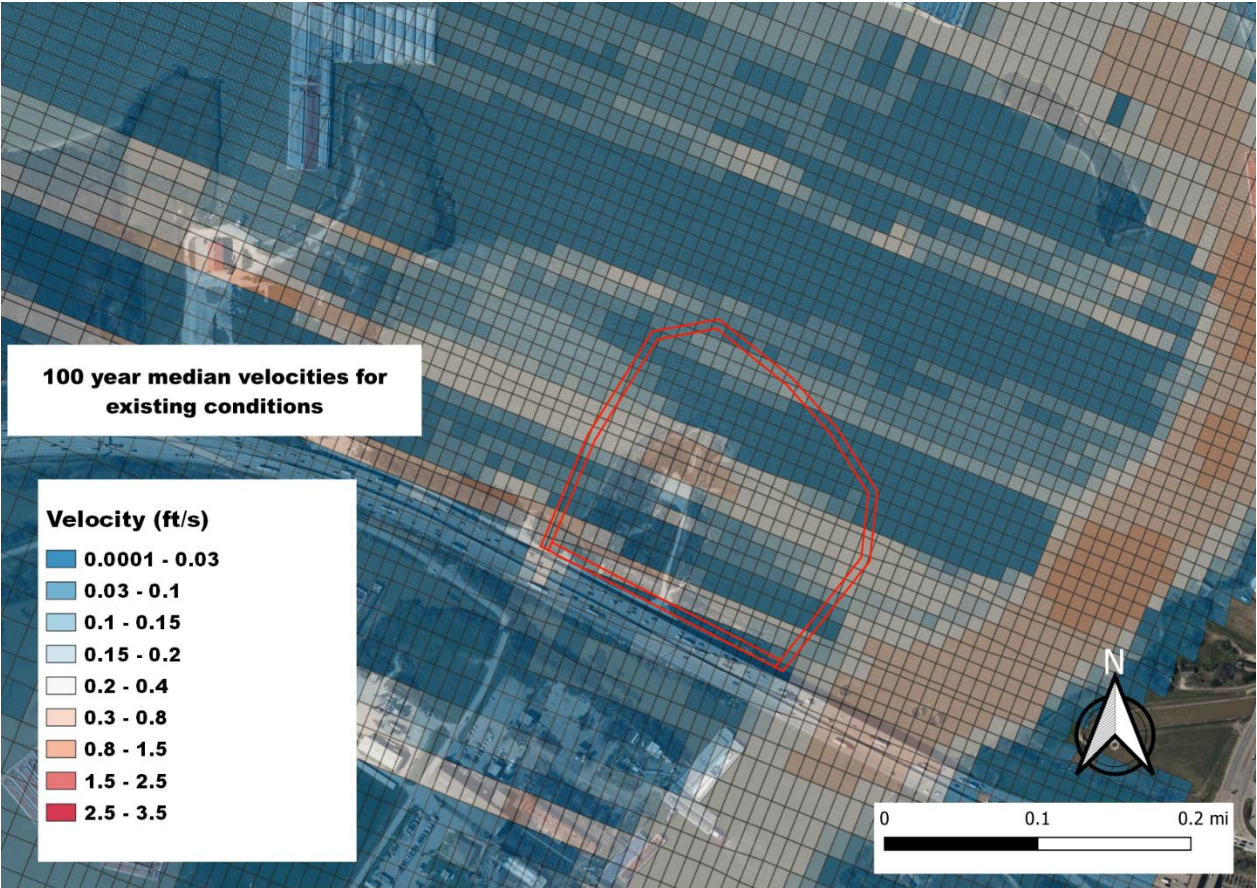 100 year median velocities for
existing conditions
Velocity (ft/s)
0.0001 - 0.03
0.03 - 0.1
0.1 - 0.15
0.15 - 0.2
0.2 - 0.4
0.3 - 0.8
0.8 - 1.5
1.5 - 2.5
2.5 - 3.5
N
0 0.1 0.2 mi